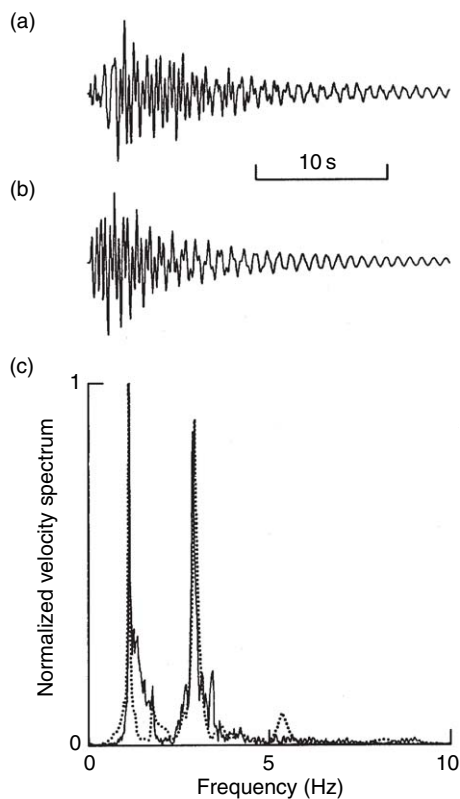 (a)
10 s
(b)
(c)
1
Normalized velocity spectrum
0
0 5 10
Frequency (Hz)